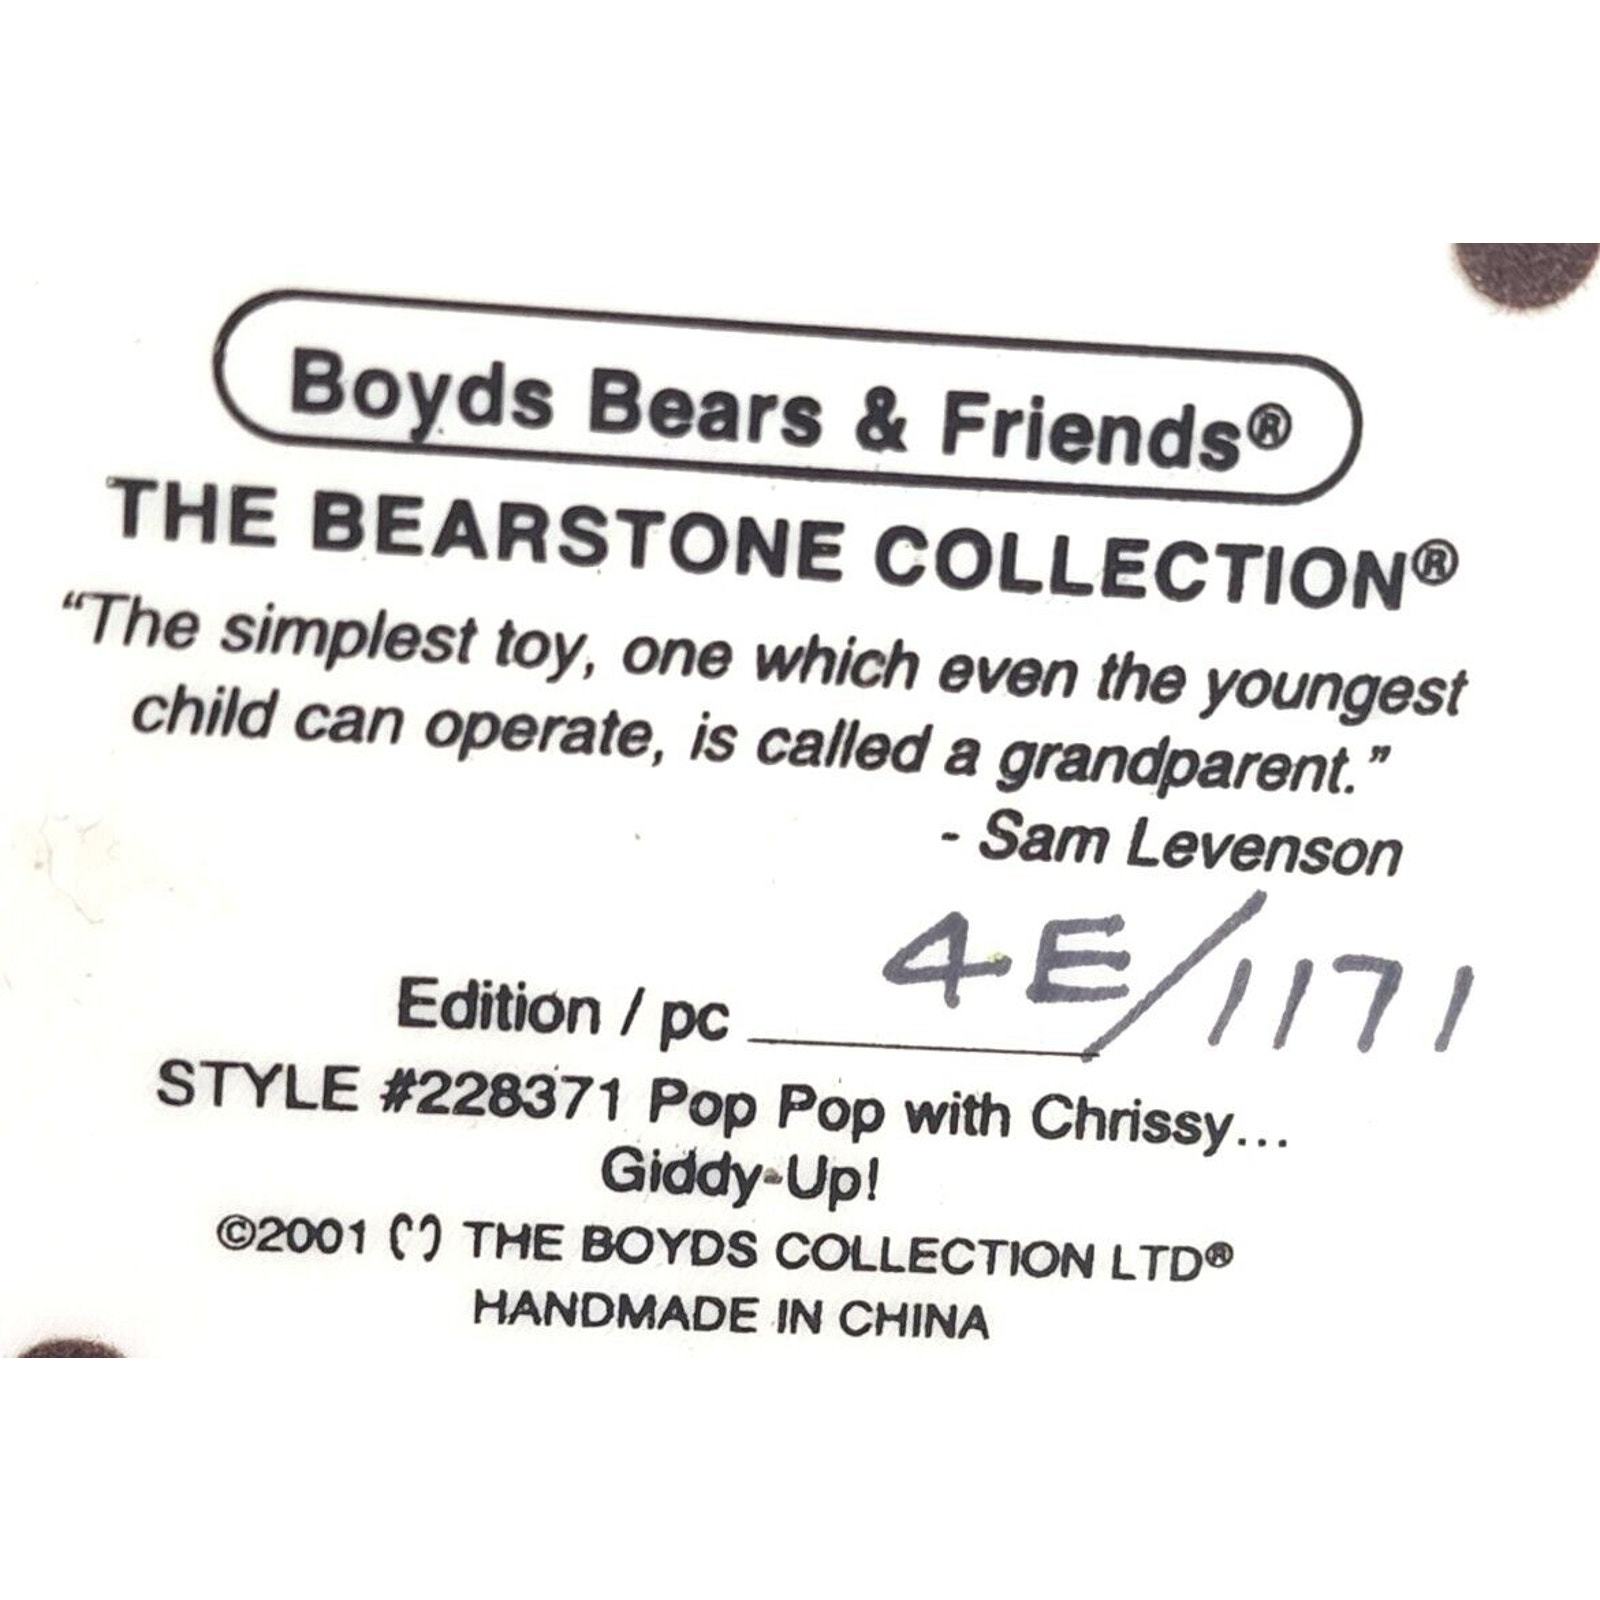 Boyds Bears & Friends®
THE BEARSTONE COLLECTION®
“The simplest toy, one which even the youngest
child can operate, is called a grandparent.”
- Sam Levenson
Edition / pc 4E/1171
STYLE #228371 Pop Pop with Chrissy...
Giddy-Up!
©2001 THE BOYDS COLLECTION LTD®
HANDMADE IN CHINA